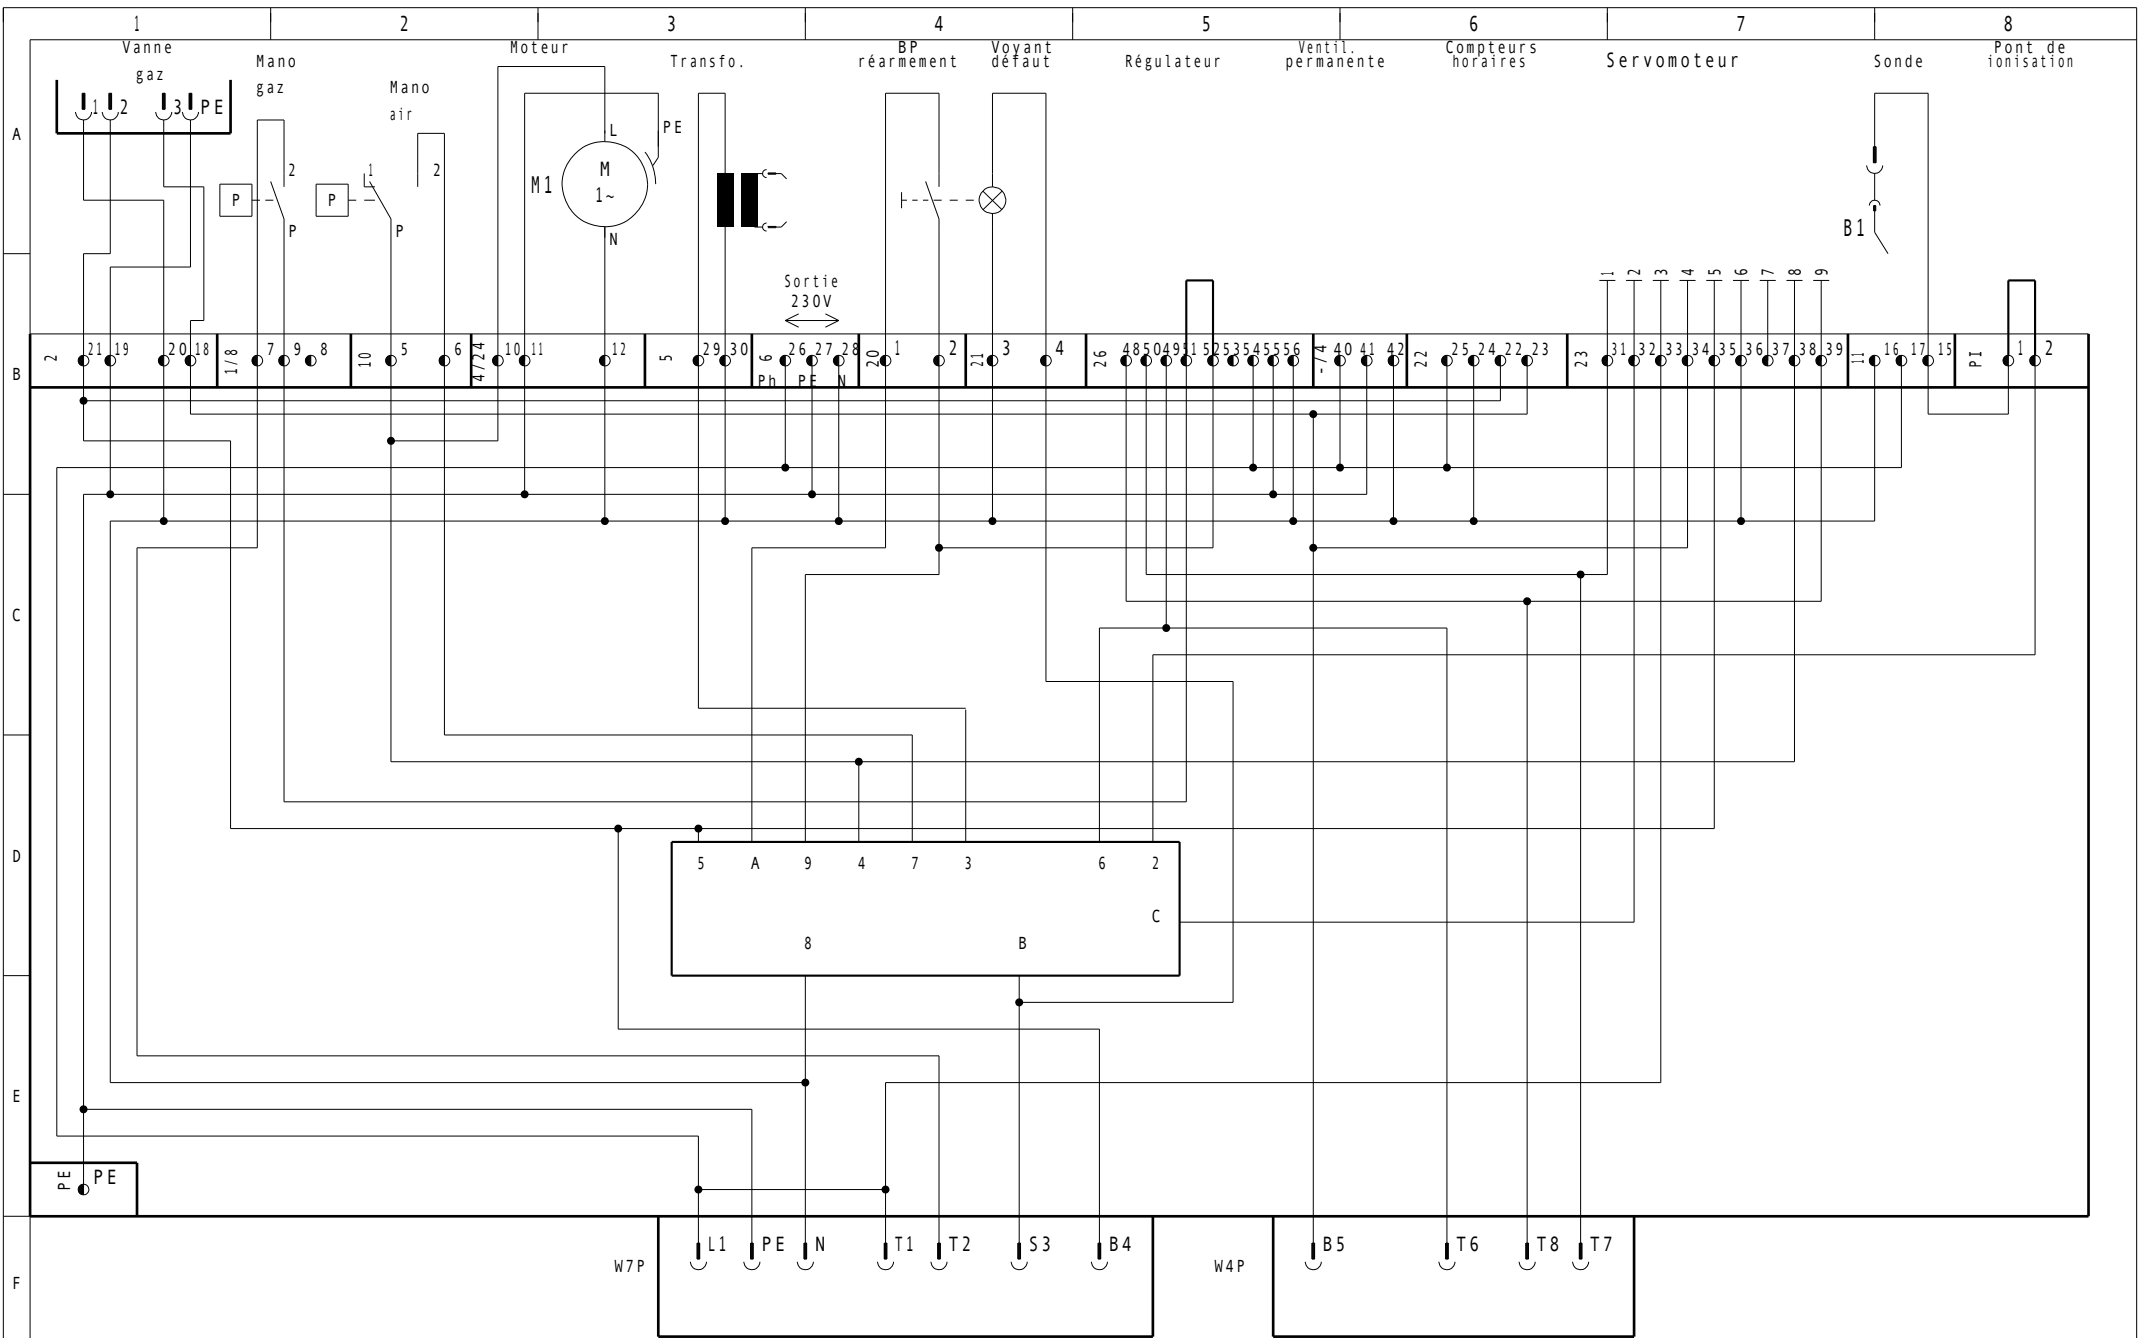 1 2 3 4 5 6 7 8
Vanne
gaz
Mano
gaz
Mano
air
Moteur
Transfo.
BP
réarmement
Voyant
défaut
Régulateur
Ventil.
permanente
Compteurs
horaires
Servomoteur
Sonde
Pont de
ionisation
A
1 2 3 PE
2
P
P
1
2
P
P
L
PE
M1
M
1~
N
B1
Sortie
230V
1 2 3 4 5 6 7 8 9
B
2 21 19 20 18
1/8 7 9 8
10 5 6
4/24 10 11 12
5 29 30
6 26 27 28
Ph PE N
20 1 2
21 3 4
26 48 50 49 51 52 53 54 55 56
-/4 40 41 42
22 25 24 22 23
23 31 32 33 34 35 36 37 38 39
11 16 17 15
PI 1 2
C
D
5 A 9 4 7 3 6 2
C
8 B
E
PE PE
F
W7P
L1 PE N T1 T2 S3 B4
W4P
B5 T6 T8 T7